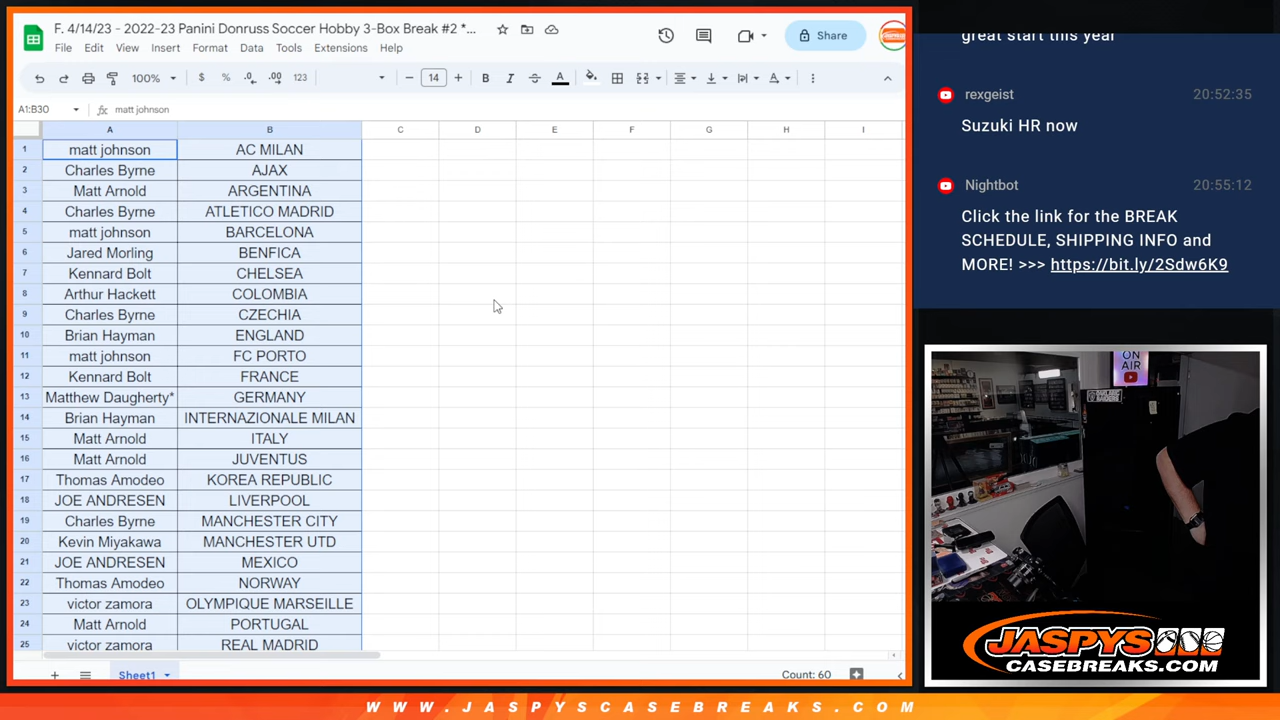 F. 4/14/23 - 2022-23 Panini Donruss Soccer Hobby 3-Box Break #2 *...
File Edit View Insert Format Data Tools Extensions Help
Share
100% $ % .0 .00 123 14 B I A
A1:B30 fx matt johnson
A B C D E F G H I
1 matt johnson AC MILAN
2 Charles Byrne AJAX
3 Matt Arnold ARGENTINA
4 Charles Byrne ATLETICO MADRID
5 matt johnson BARCELONA
6 Jared Morling BENFICA
7 Kennard Bolt CHELSEA
8 Arthur Hackett COLOMBIA
9 Charles Byrne CZECHIA
10 Brian Hayman ENGLAND
11 matt johnson FC PORTO
12 Kennard Bolt FRANCE
13 Matthew Daugherty* GERMANY
14 Brian Hayman INTERNAZIONALE MILAN
15 Matt Arnold ITALY
16 Matt Arnold JUVENTUS
17 Thomas Amodeo KOREA REPUBLIC
18 JOE ANDRESEN LIVERPOOL
19 Charles Byrne MANCHESTER CITY
20 Kevin Miyakawa MANCHESTER UTD
21 JOE ANDRESEN MEXICO
22 Thomas Amodeo NORWAY
23 victor zamora OLYMPIQUE MARSEILLE
24 Matt Arnold PORTUGAL
25 victor zamora REAL MADRID
Sheet1
Count: 60
great start this year
rexgeist 20:52:35
Suzuki HR now
Nightbot 20:55:12
Click the link for the BREAK
SCHEDULE, SHIPPING INFO and
MORE! >>> https://bit.ly/2Sdw6K9
ON
AIR
JASPYS
CASEBREAKS.COM
WWW.JASPYSCASEBREAKS.COM